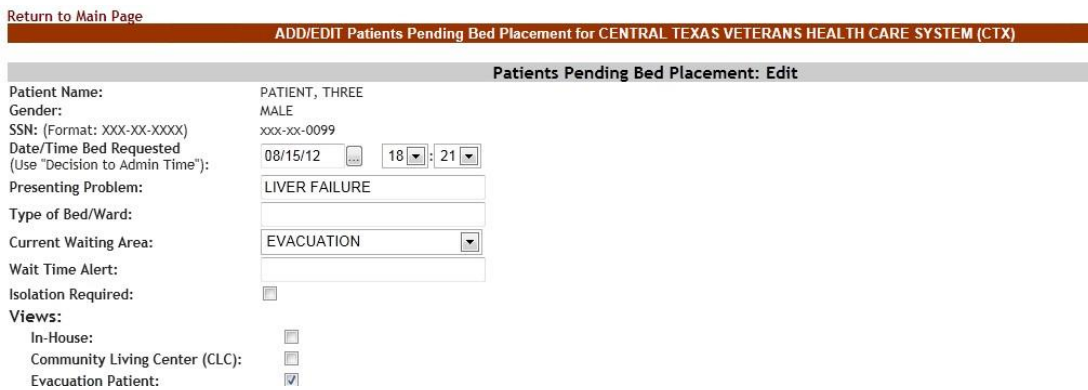 Return to Main Page
ADD/EDIT Patients Pending Bed Placement for CENTRAL TEXAS VETERANS HEALTH CARE SYSTEM (CTX)
Patients Pending Bed Placement: Edit
Patient Name: PATIENT, THREE
Gender: MALE
SSN: (Format: XXX-XX-XXXX) xxx-xx-0099
Date/Time Bed Requested
(Use "Decision to Admin Time"): 08/15/12 ... 18 : 21
Presenting Problem: LIVER FAILURE
Type of Bed/Ward:
Current Waiting Area: EVACUATION
Wait Time Alert:
Isolation Required:
Views:
In-House:
Community Living Center (CLC):
Evacuation Patient: